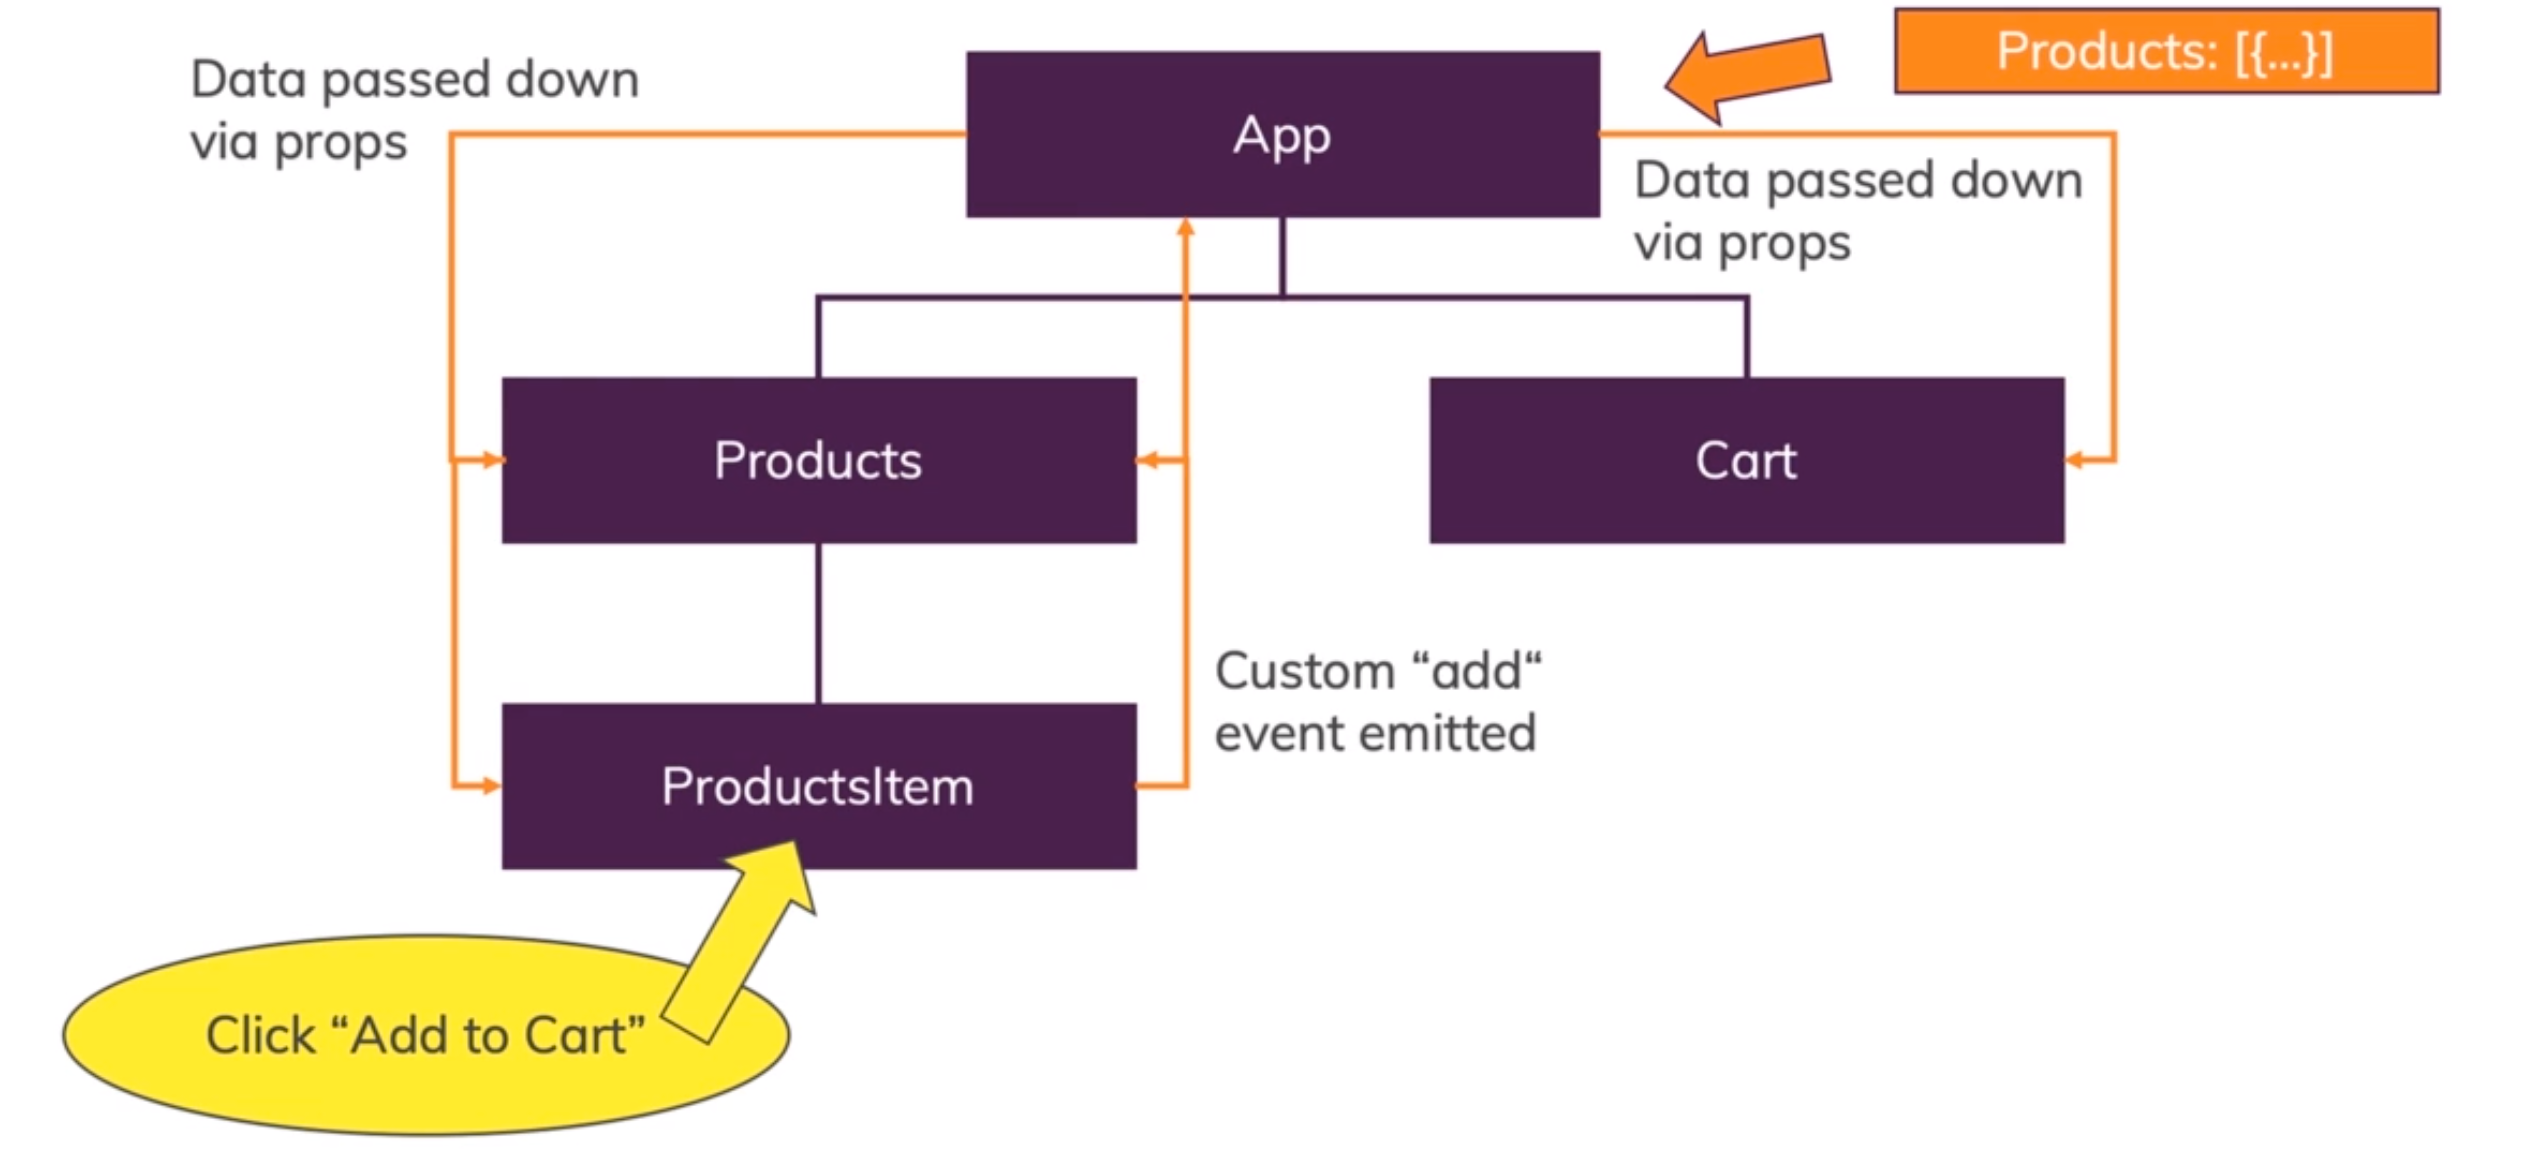 Products: [{...}]
Data passed down
via props
App
Data passed down
via props
Products
Cart
Custom “add“
event emitted
ProductsItem
Click “Add to Cart”